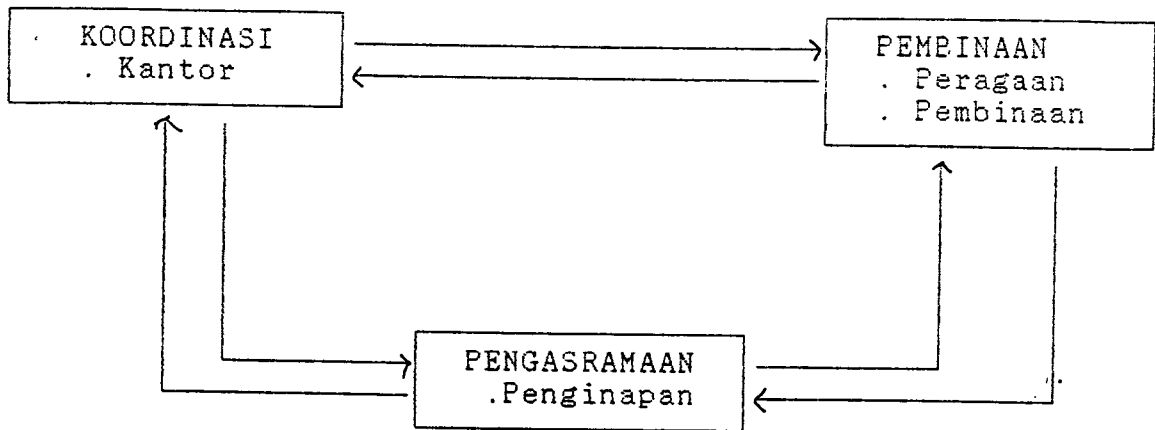 KOORDINASI
. Kantor
PEMBINAAN
. Peragaan
. Pembinaan
PENGASRAMAAN
.Penginapan